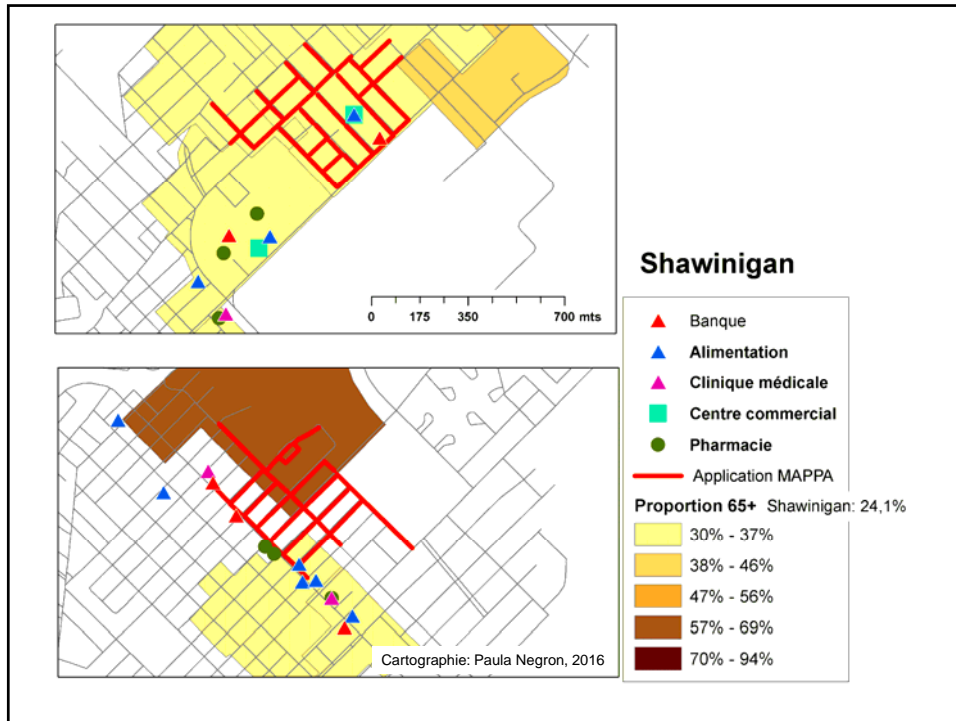 0 175 350 700 mts
Cartographie: Paula Negron, 2016
Shawinigan
Banque
Alimentation
Clinique médicale
Centre commercial
Pharmacie
Application MAPPA
Proportion 65+ Shawinigan: 24,1%
30% - 37%
38% - 46%
47% - 56%
57% - 69%
70% - 94%